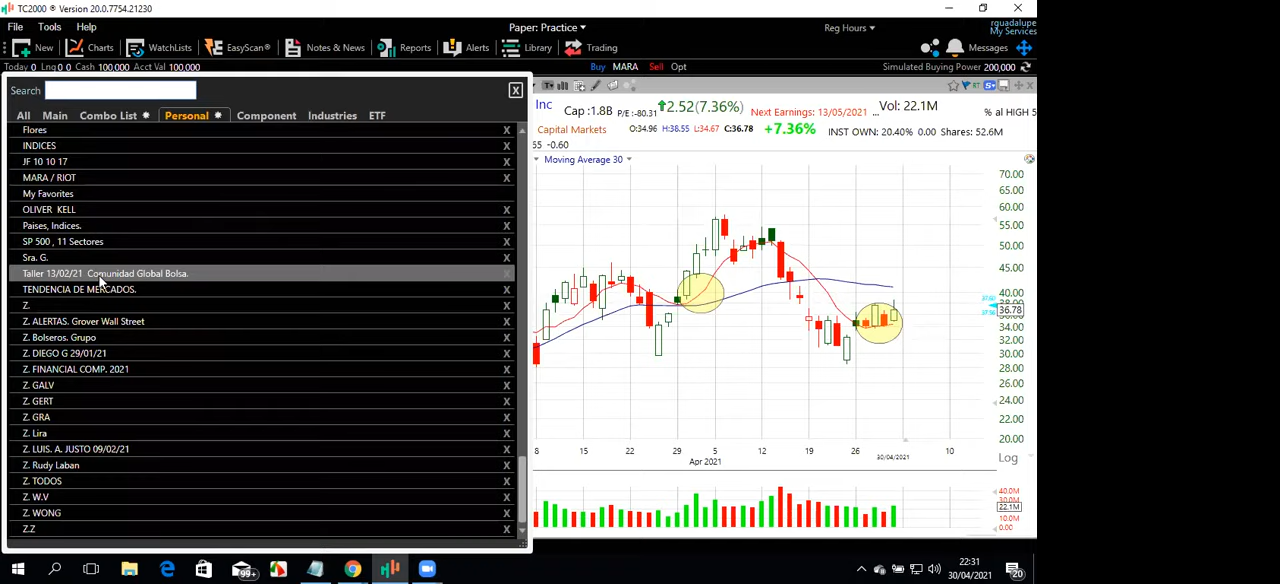 TC2000 ® Version 20.0.7754.21230
File Tools Help
Paper: Practice
Reg Hours
rguadalupe
My Services
New Charts WatchLists EasyScan® Notes & News Reports Alerts Library Trading
Messages
Today 0 Lng 0 0 Cash 100,000 Acct Val 100,000
Buy MARA Sell Opt
Simulated Buying Power 200,000
Search
X
All Main Combo List Personal Component Industries ETF
Flores X
INDICES X
JF 10 10 17 X
MARA / RIOT X
My Favorites
OLIVER KELL X
Paises, Indices. X
SP 500 , 11 Sectores X
Sra. G. X
Taller 13/02/21 Comunidad Global Bolsa. X
TENDENCIA DE MERCADOS. X
Z. X
Z. ALERTAS. Grover Wall Street X
Z. Bolseros. Grupo X
Z. DIEGO G 29/01/21 X
Z. FINANCIAL COMP. 2021 X
Z. GALV X
Z. GERT X
Z. GRA X
Z. Lira X
Z. LUIS. A. JUSTO 09/02/21 X
Z. Rudy Laban X
Z. TODOS X
Z. W.V X
Z. WONG X
Z.Z X
Inc
Cap :1.8B
P/E :-80.31
2.52(7.36%)
Next Earnings: 13/05/2021 ...
Vol: 22.1M
% al HIGH 5
Capital Markets
O:34.96 H:38.55 L:34.67 C:36.78
+7.36%
INST OWN: 20.40% 0.00 Shares: 52.6M
55 -0.60
Moving Average 30
70.00
65.00
60.00
55.00
50.00
45.00
40.00
36.78
34.00
32.00
30.00
28.00
26.00
24.00
22.00
20.00
8 15 22 29 5 12 19 26 30/04/2021 10
Apr 2021
Log
40.0M
22.1M
10.0M
0.00
99+
22:31
30/04/2021
20